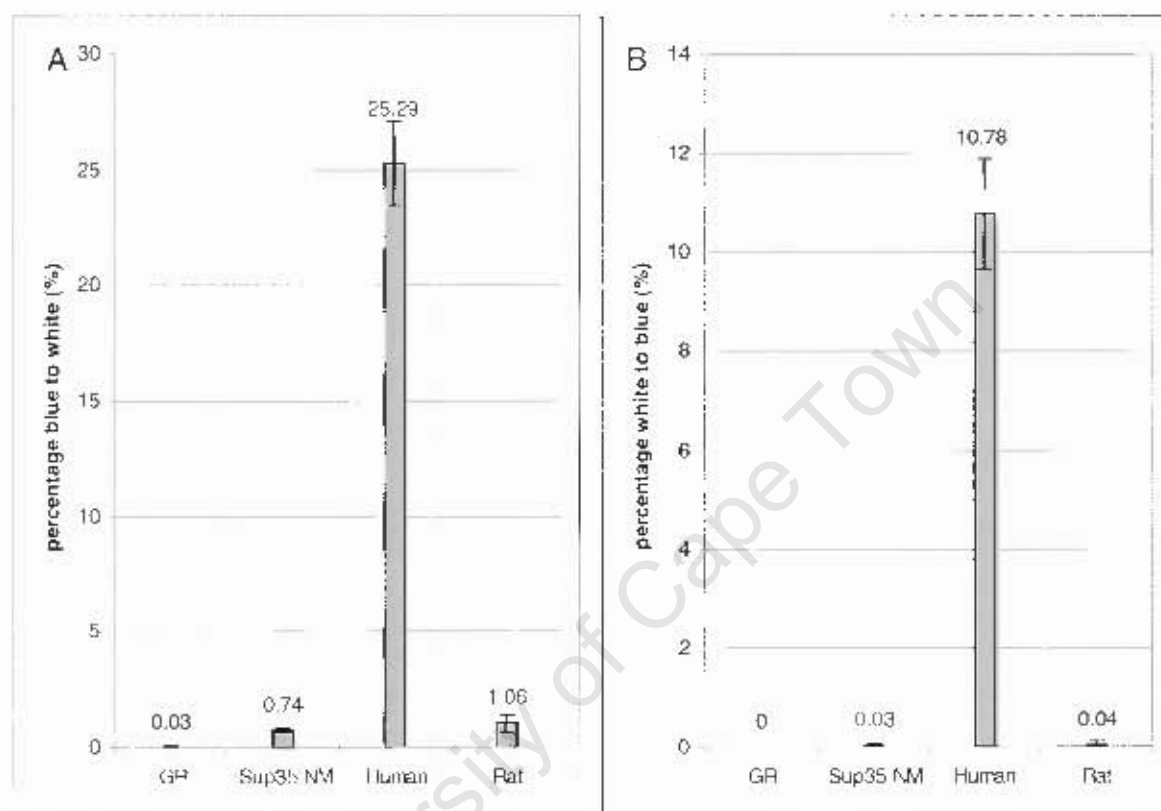 A
30
25
20
15
10
5
0
percentage blue to white (%)
0.03
0.74
25.29
1.06
GR
Sup35 NM
Human
Rat
B
14
12
10
8
6
4
2
0
percentage white to blue (%)
0
0.03
10.78
0.04
GR
Sup35 NM
Human
Rat
University of Cape Town